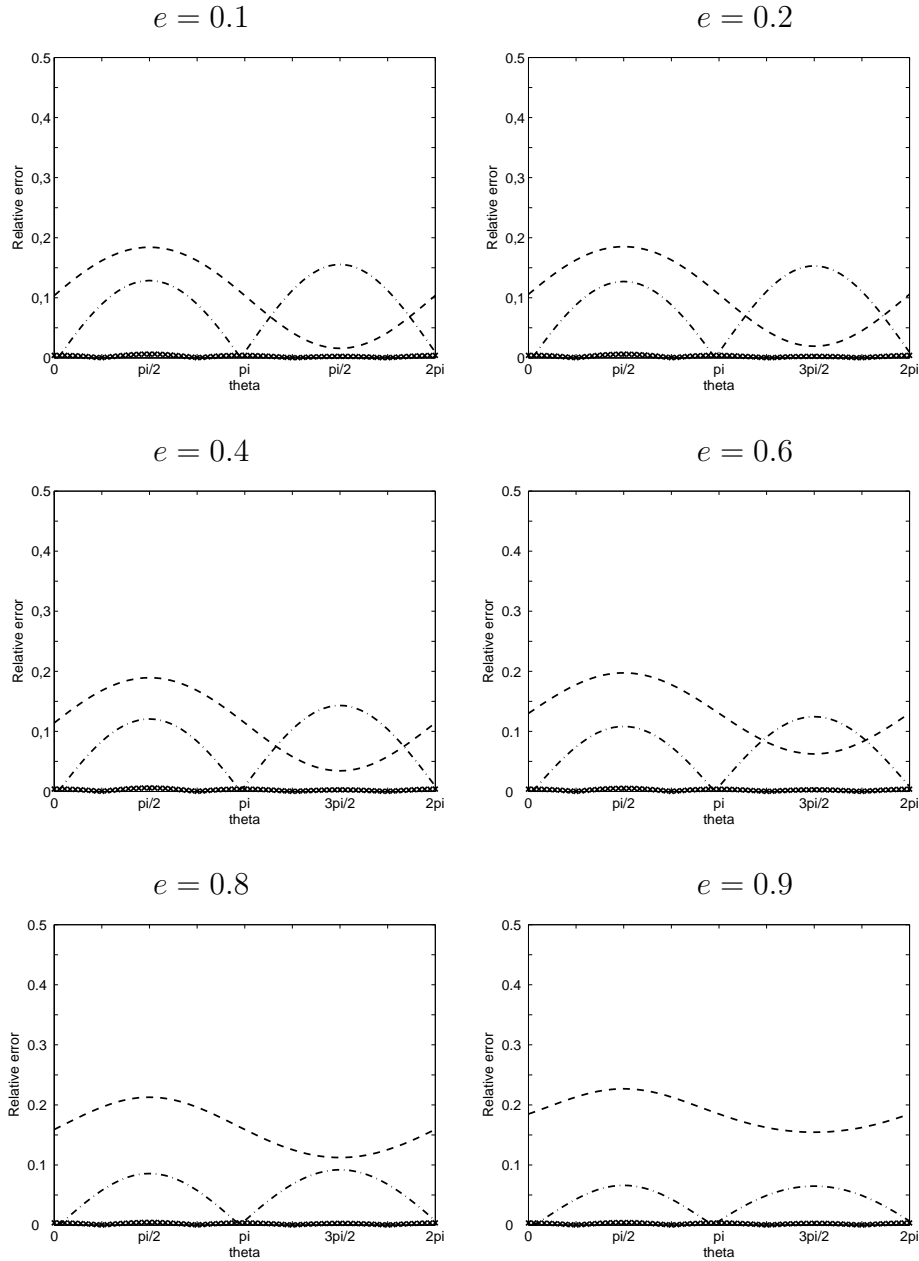 e = 0.1
0.5
0,4
0,3
0,2
0,1
0
Relative error
0 pi/2 pi pi/2 2pi
theta
e = 0.2
0.5
0,4
0,3
0,2
0,1
0
Relative error
0 pi/2 pi 3pi/2 2pi
theta
e = 0.4
0.5
0,4
0.3
0.2
0,1
0
Relative error
0 pi/2 pi 3pi/2 2pi
theta
e = 0.6
0.5
0.4
0.3
0.2
0.1
0
Relative error
0 pi/2 pi 3pi/2 2pi
theta
e = 0.8
0.5
0.4
0.3
0.2
0.1
0
Relative error
0 pi/2 pi 3pi/2 2pi
theta
e = 0.9
0.5
0.4
0.3
0.2
0.1
0
Relative error
0 pi/2 pi 3pi/2 2pi
theta